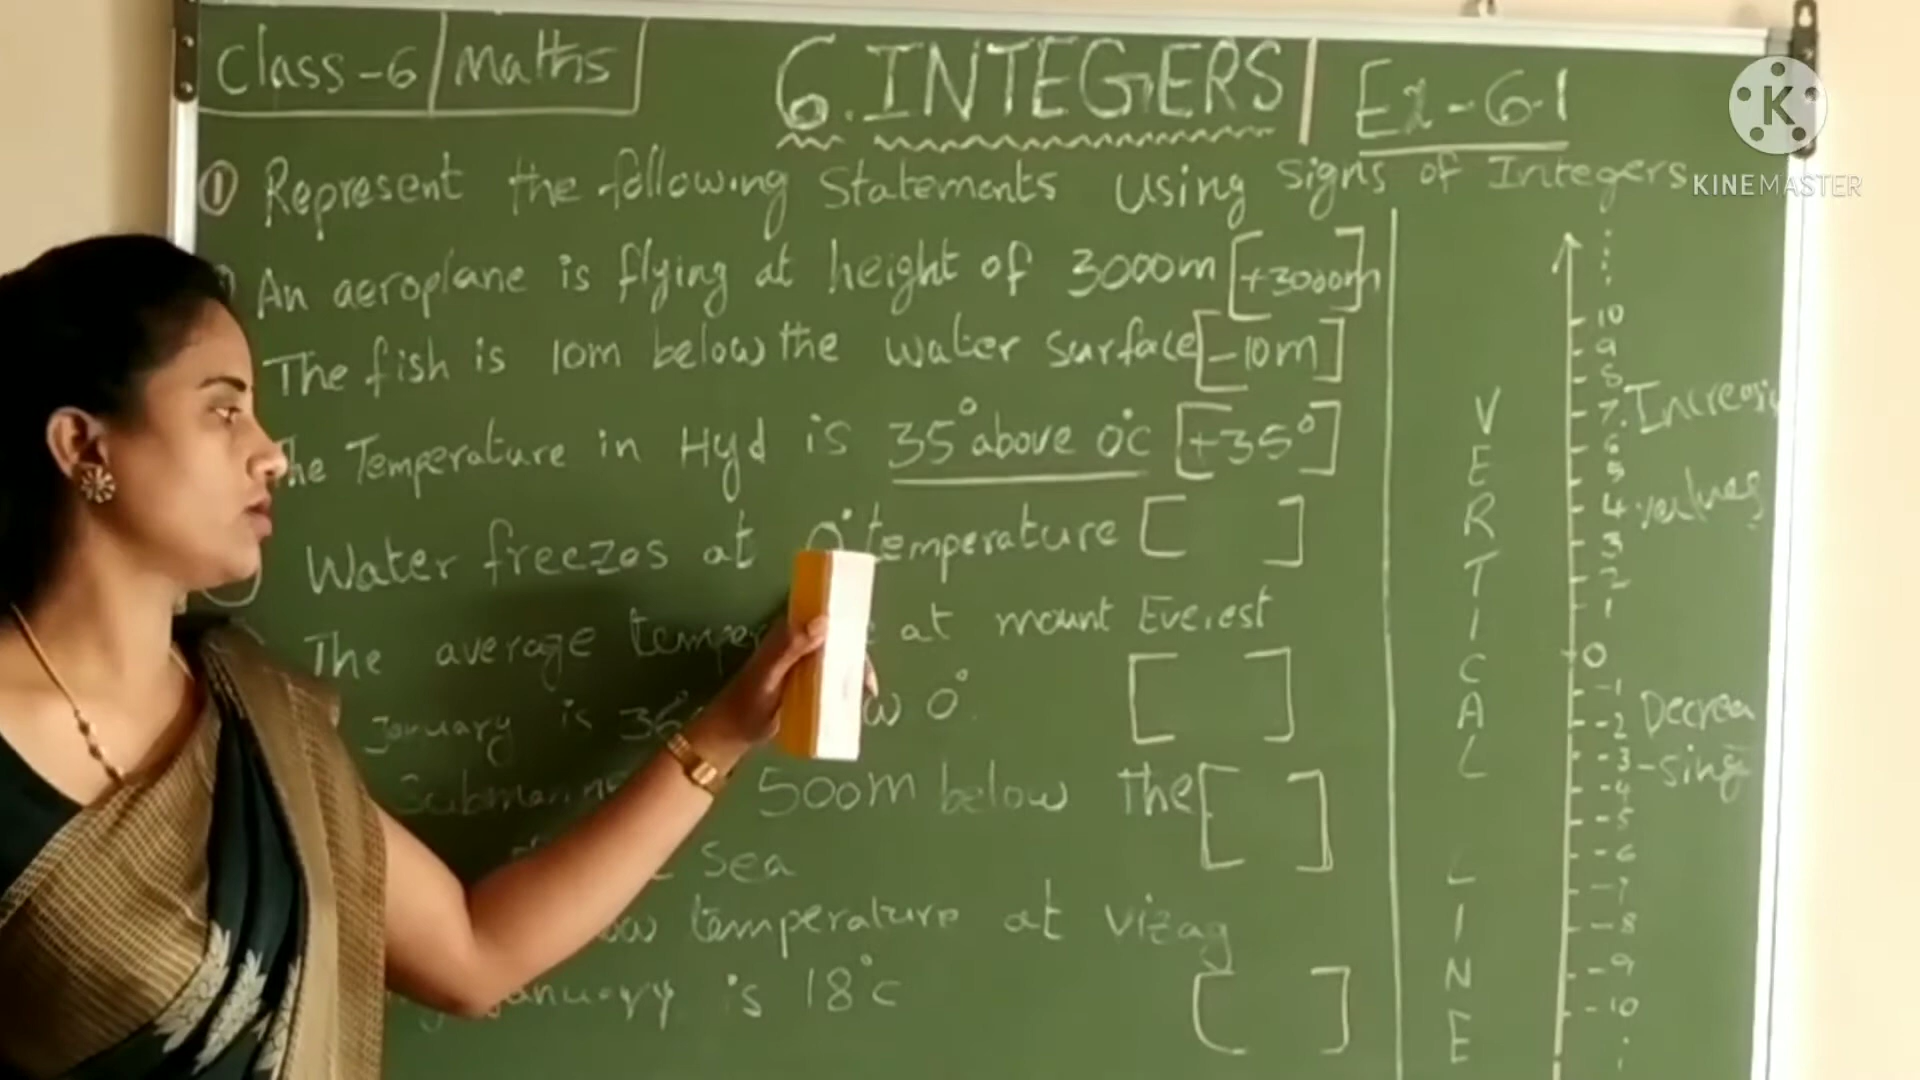 Class-6 | Maths
6. INTEGERS | Ex-6.1
① Represent the following Statements using Signs of Integers
An aeroplane is flying at height of 3000m [+3000m]
The fish is 10m below the water surface [-10m]
The Temperature in Hyd is 35° above 0°c [+35°]
Water freezes at 0° temperature [ ]
The average at mount Everest
January is 36° 0°. [ ]
500m below the [ ]
Sea
temperature at vizag
January is 18°c [ ]
VERTICAL LINE
10
9
8
7
6
5
4
3
2
1
0
-1
-2
-3
-4
-5
-6
-7
-8
-9
-10
values
Decrea
-sing
K
KINEMASTER